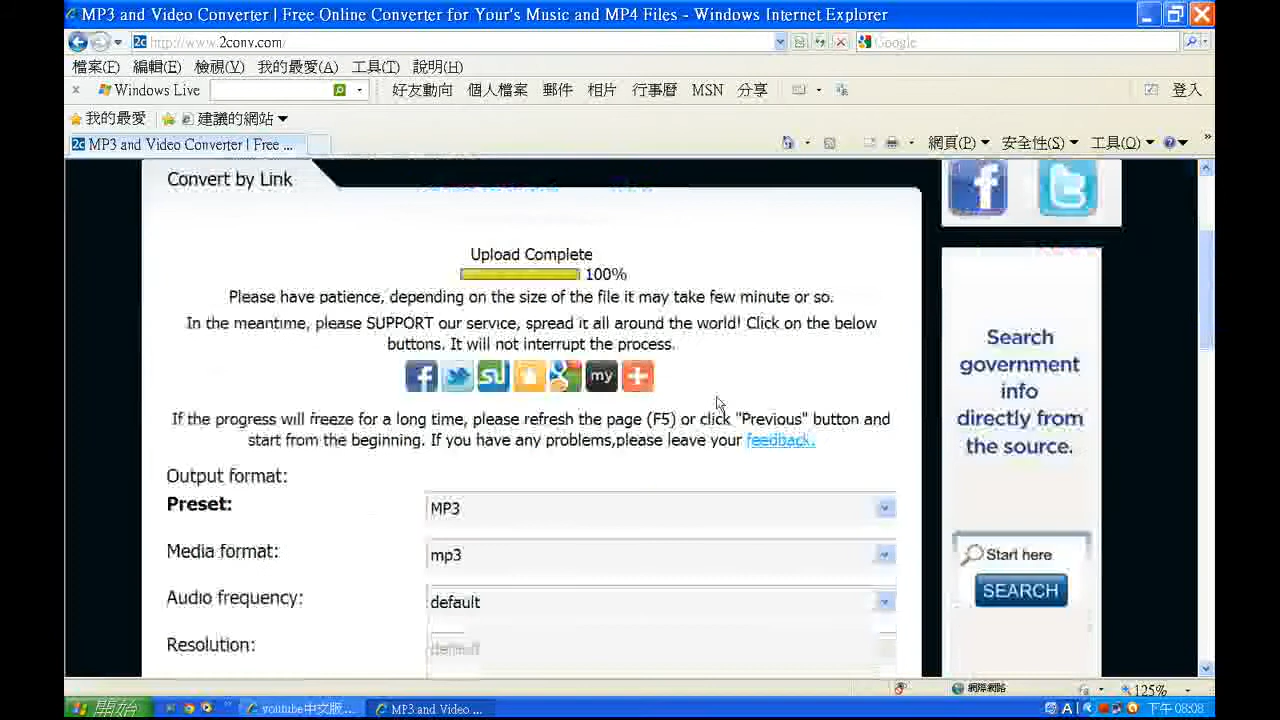 MP3 and Video Converter | Free Online Converter for Your's Music and MP4 Files - Windows Internet Explorer
http://www.2conv.com/
Google
檔案(F) 編輯(E) 檢視(V) 我的最愛(A) 工具(T) 說明(H)
Windows Live
好友動向 個人檔案 郵件 相片 行事曆 MSN 分享
登入
我的最愛
建議的網站
MP3 and Video Converter | Free ...
網頁(P) 安全性(S) 工具(O)
Convert by Link
Upload Complete
100%
Please have patience, depending on the size of the file it may take few minute or so.
In the meantime, please SUPPORT our service, spread it all around the world! Click on the below
buttons. It will not interrupt the process.
my
If the progress will freeze for a long time, please refresh the page (F5) or click "Previous" button and
start from the beginning. If you have any problems,please leave your feedback.
Output format:
Preset: MP3
Media format: mp3
Audio frequency: default
Resolution: default
Search
government
info
directly from
the source.
Start here
SEARCH
網際網路
125%
開始
youtube中文版...
MP3 and Video ...
下午 08:08